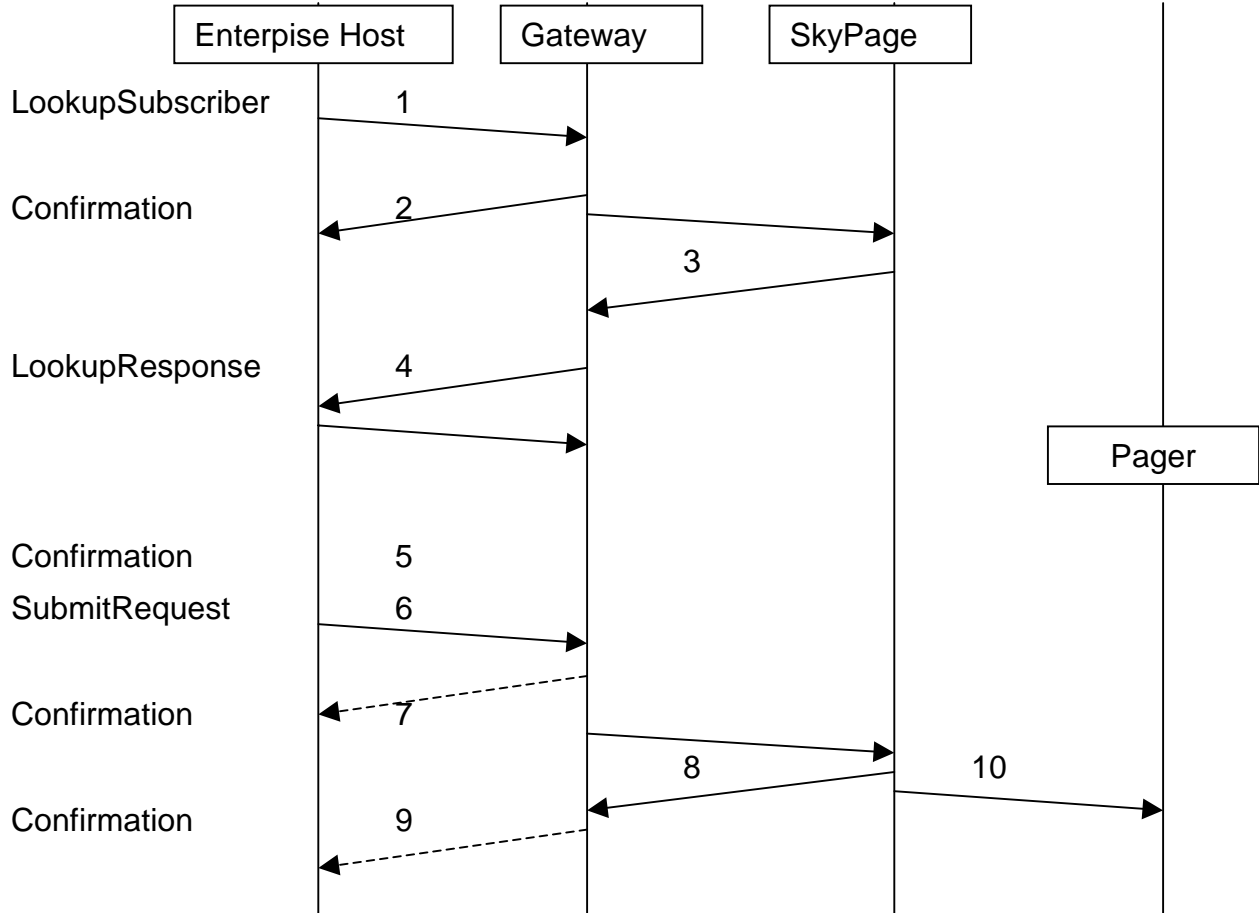 Enterpise Host Gateway SkyPage
LookupSubscriber 1
Confirmation 2
3
LookupResponse 4
Pager
Confirmation 5
SubmitRequest 6
Confirmation 7
8 10
Confirmation 9